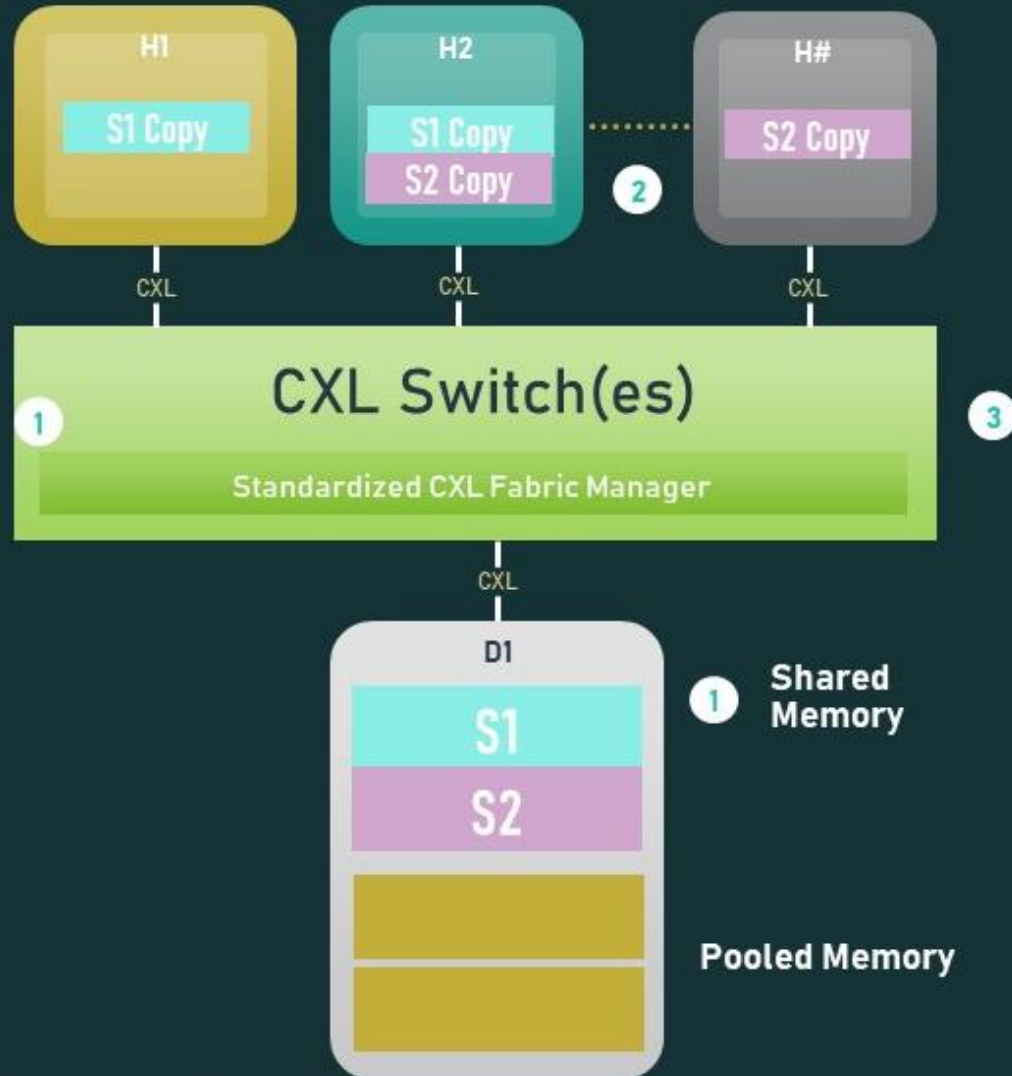 H1
H2
H#
S1 Copy
S1 Copy
S2 Copy
S2 Copy
2
CXL
CXL
CXL
CXL Switch(es)
1
3
Standardized CXL Fabric Manager
CXL
D1
S1
1
Shared
Memory
S2
Pooled Memory